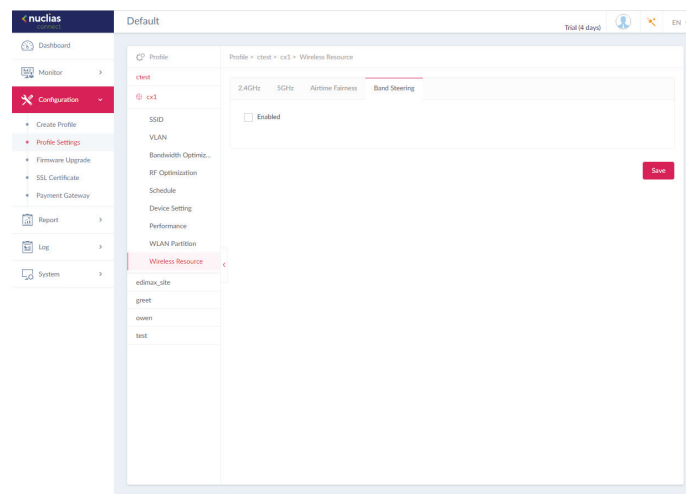 nuclias
connect
Default
Trial (4 days)
EN
Dashboard
Monitor
Configuration
Create Profile
Profile Settings
Firmware Upgrade
SSL Certificate
Payment Gateway
Report
Log
System
Profile
ctest
cx1
SSID
VLAN
Bandwidth Optimiz...
RF Optimization
Schedule
Device Setting
Performance
WLAN Partition
Wireless Resource
edimax_site
greet
owen
test
Profile > ctest > cx1 > Wireless Resource
2.4GHz 5GHz Airtime Fairness Band Steering
Enabled
Save